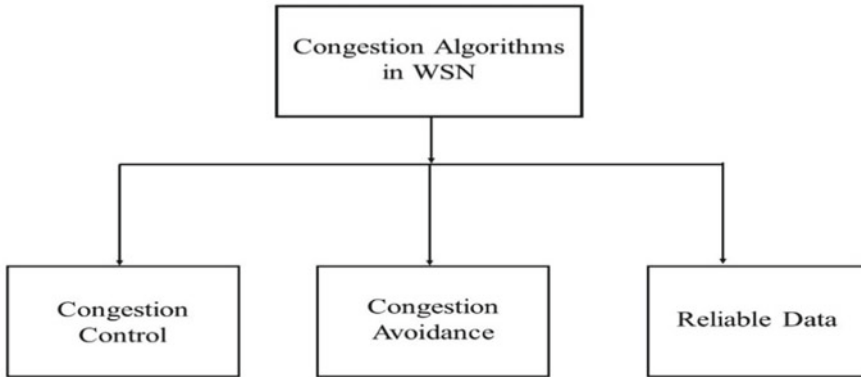 Congestion Algorithms
in WSN
Congestion
Control
Congestion
Avoidance
Reliable Data